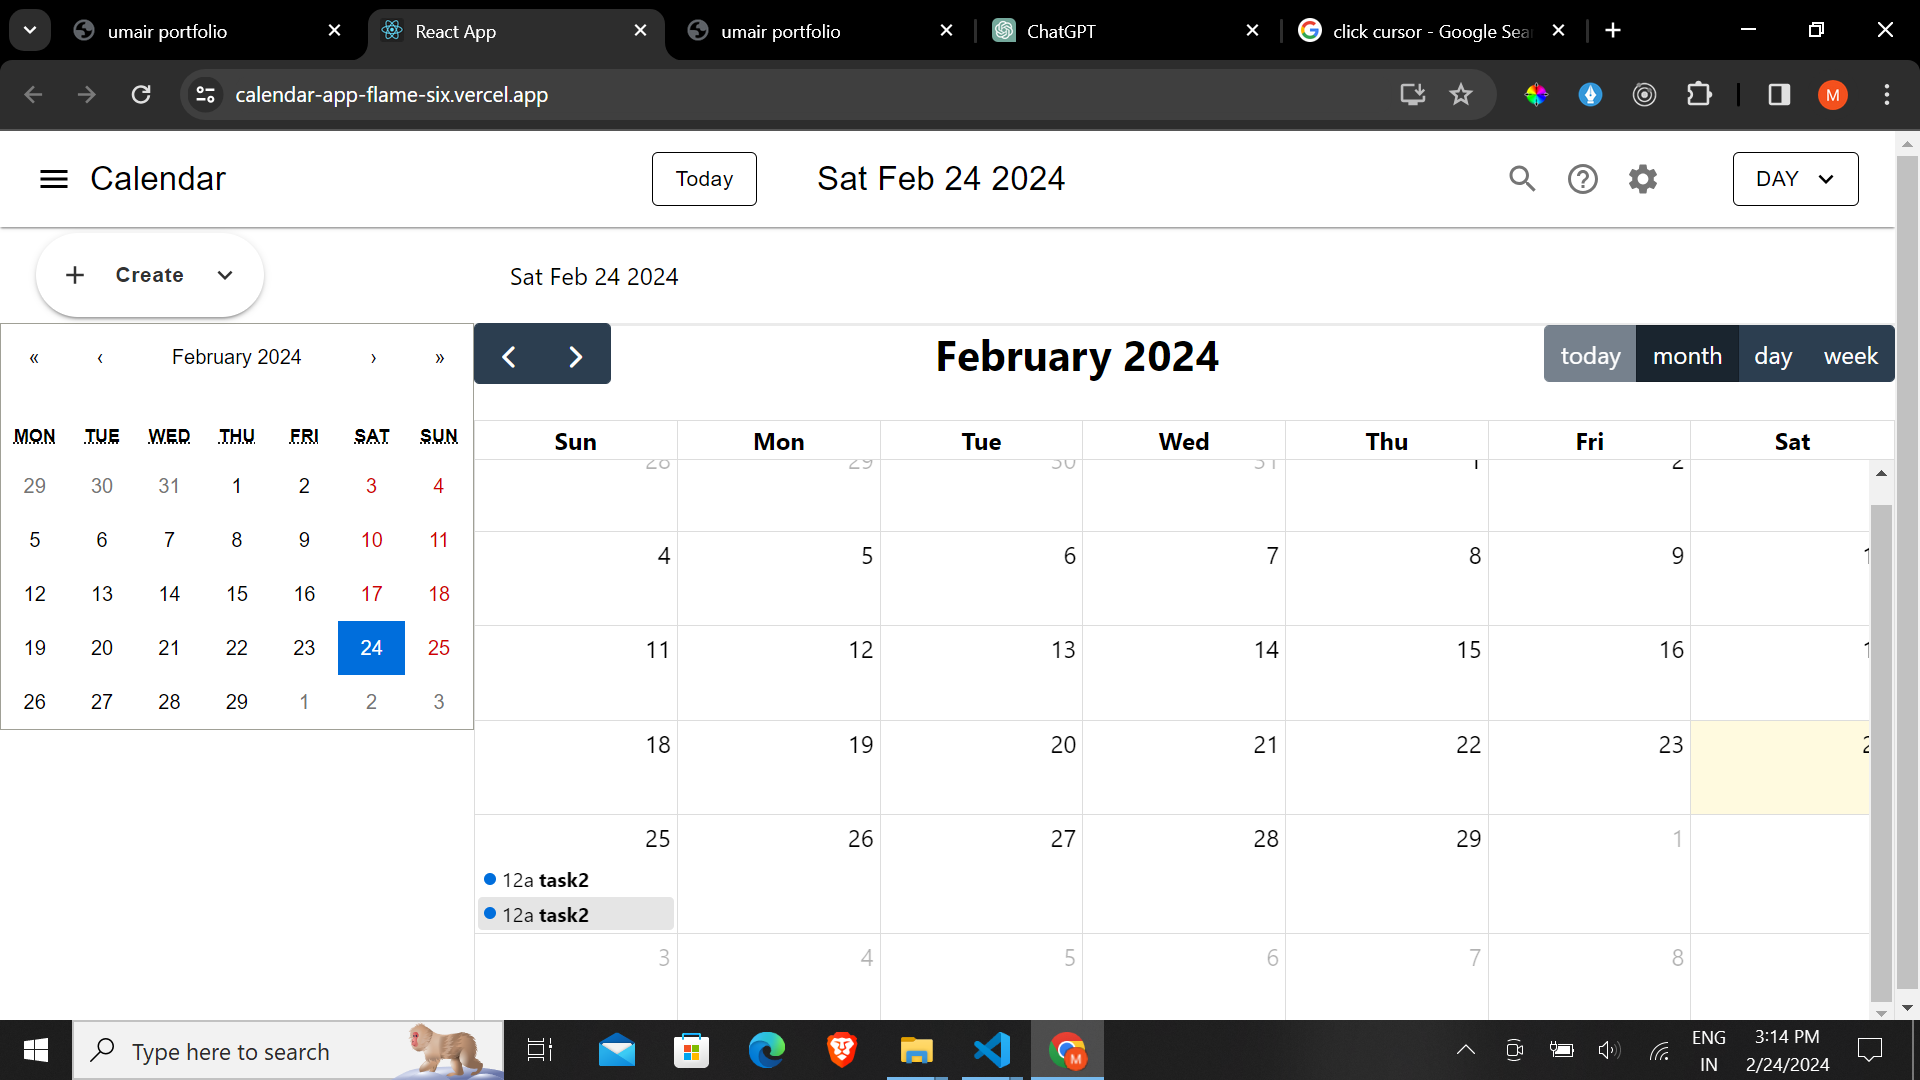 umair portfolio
React App
umair portfolio
ChatGPT
click cursor - Google Sear
calendar-app-flame-six.vercel.app
M
Calendar
Today
Sat Feb 24 2024
DAY
Create
Sat Feb 24 2024
« ‹ February 2024 › »
MON TUE WED THU FRI SAT SUN
29 30 31 1 2 3 4
5 6 7 8 9 10 11
12 13 14 15 16 17 18
19 20 21 22 23 24 25
26 27 28 29 1 2 3
February 2024
today month day week
Sun Mon Tue Wed Thu Fri Sat
28 29 30 31 1 2
4 5 6 7 8 9 1
11 12 13 14 15 16 1
18 19 20 21 22 23 2
25 26 27 28 29 1
12a task2
12a task2
3 4 5 6 7 8
Type here to search
M
ENG
IN
3:14 PM
2/24/2024